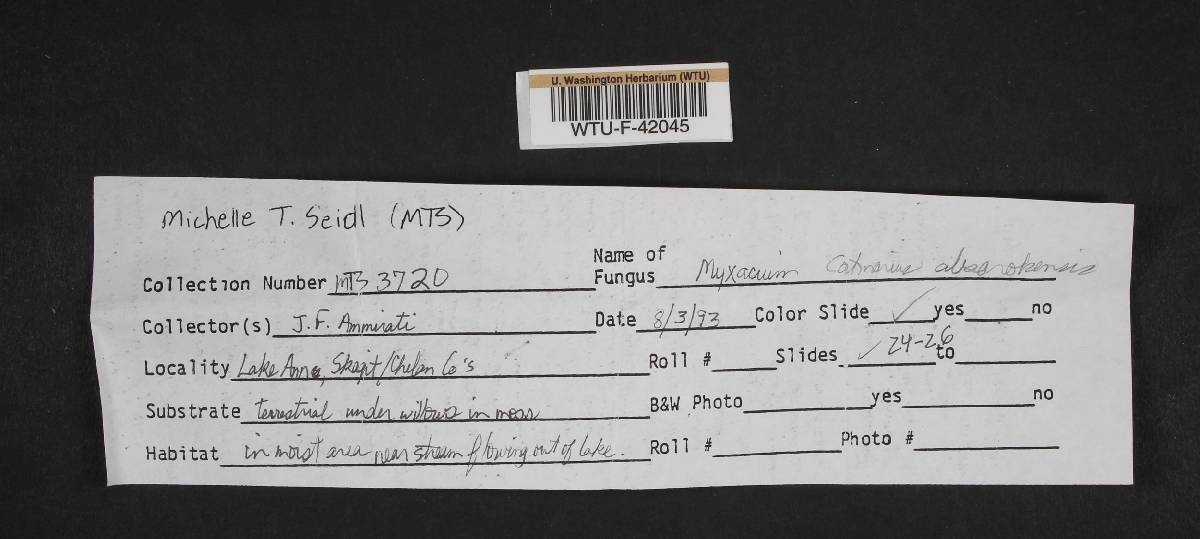 U. Washington Herbarium (WTU)
WTU-F-42045
Michelle T. Seidl (MTS)
Collection Number MTS 3720
Name of Fungus Myxacium Cortinarius absarokensis
Collector(s) J.F. Ammirati
Date 8/3/93 Color Slide ✓ yes no
Locality Lake Ann, Skagit/Chelan Co's
Roll # Slides ✓ 24-26 to
Substrate terrestrial under willows in moss
B&W Photo yes no
Habitat in moist area near stream flowing out of lake.
Roll # Photo #